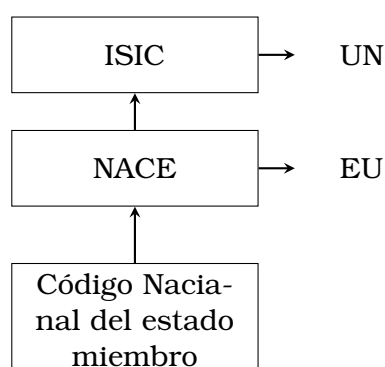 ISIC UN
NACE EU
Código Nacia-
nal del estado
miembro